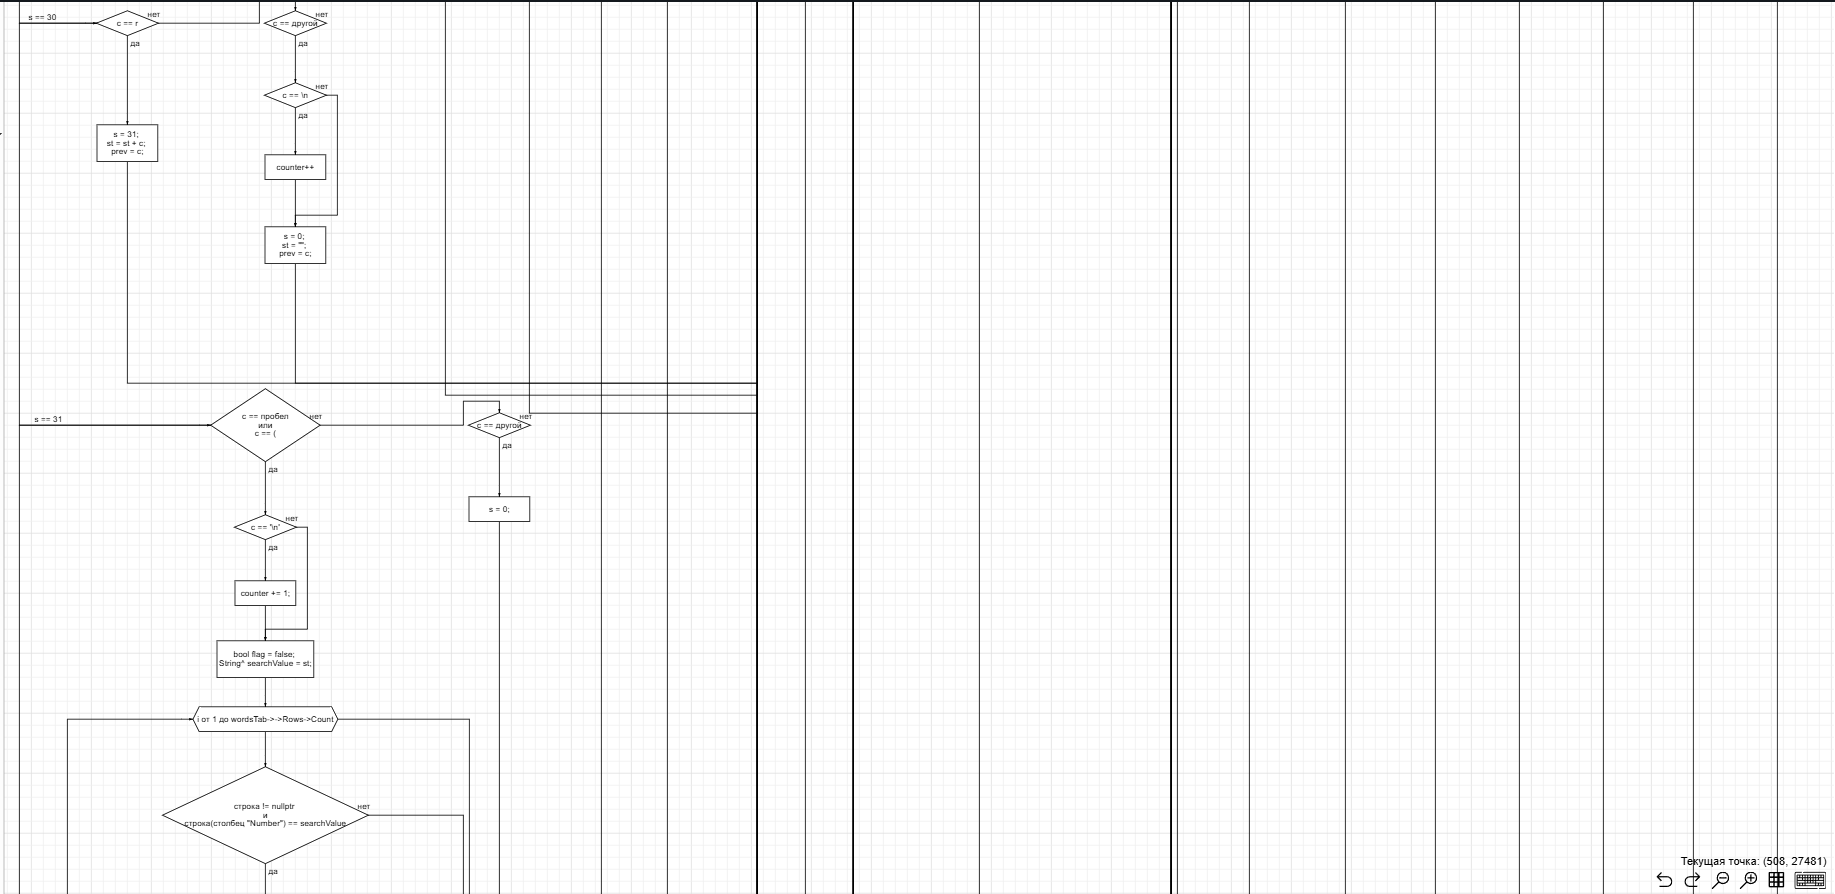 s == 30
c == r
нет
да
s = 31;
st = st + c;
prev = c;
c == другой
нет
да
c == \n
нет
да
counter++
s = 0;
st = "";
prev = c;
s == 31
c == пробел
или
c == (
нет
да
c == другой
нет
да
s = 0;
c == '\n'
нет
да
counter += 1;
bool flag = false;
String^ searchValue = st;
i от 1 до wordsTab->->Rows->Count
строка != nullptr
и
строка(столбец "Number") == searchValue
нет
да
Текущая точка: (508, 27481)